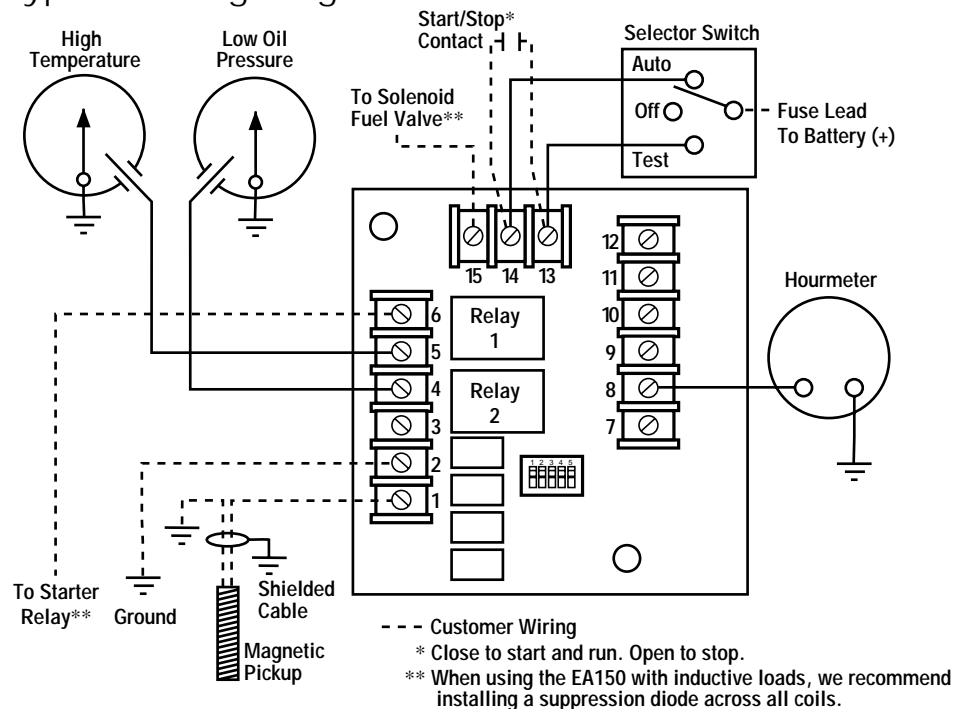 High
Temperature
Low Oil
Pressure
Start/Stop*
Contact
Selector Switch
Auto
Off
Test
Fuse Lead
To Battery (+)
To Solenoid
Fuel Valve**
15 14 13
12
11
10
9
8
7
6
5
4
3
2
1
Relay
1
Relay
2
1 2 3 4 5
Hourmeter
To Starter
Relay**
Ground
Shielded
Cable
Magnetic
Pickup
--- Customer Wiring
* Close to start and run. Open to stop.
** When using the EA150 with inductive loads, we recommend
installing a suppression diode across all coils.